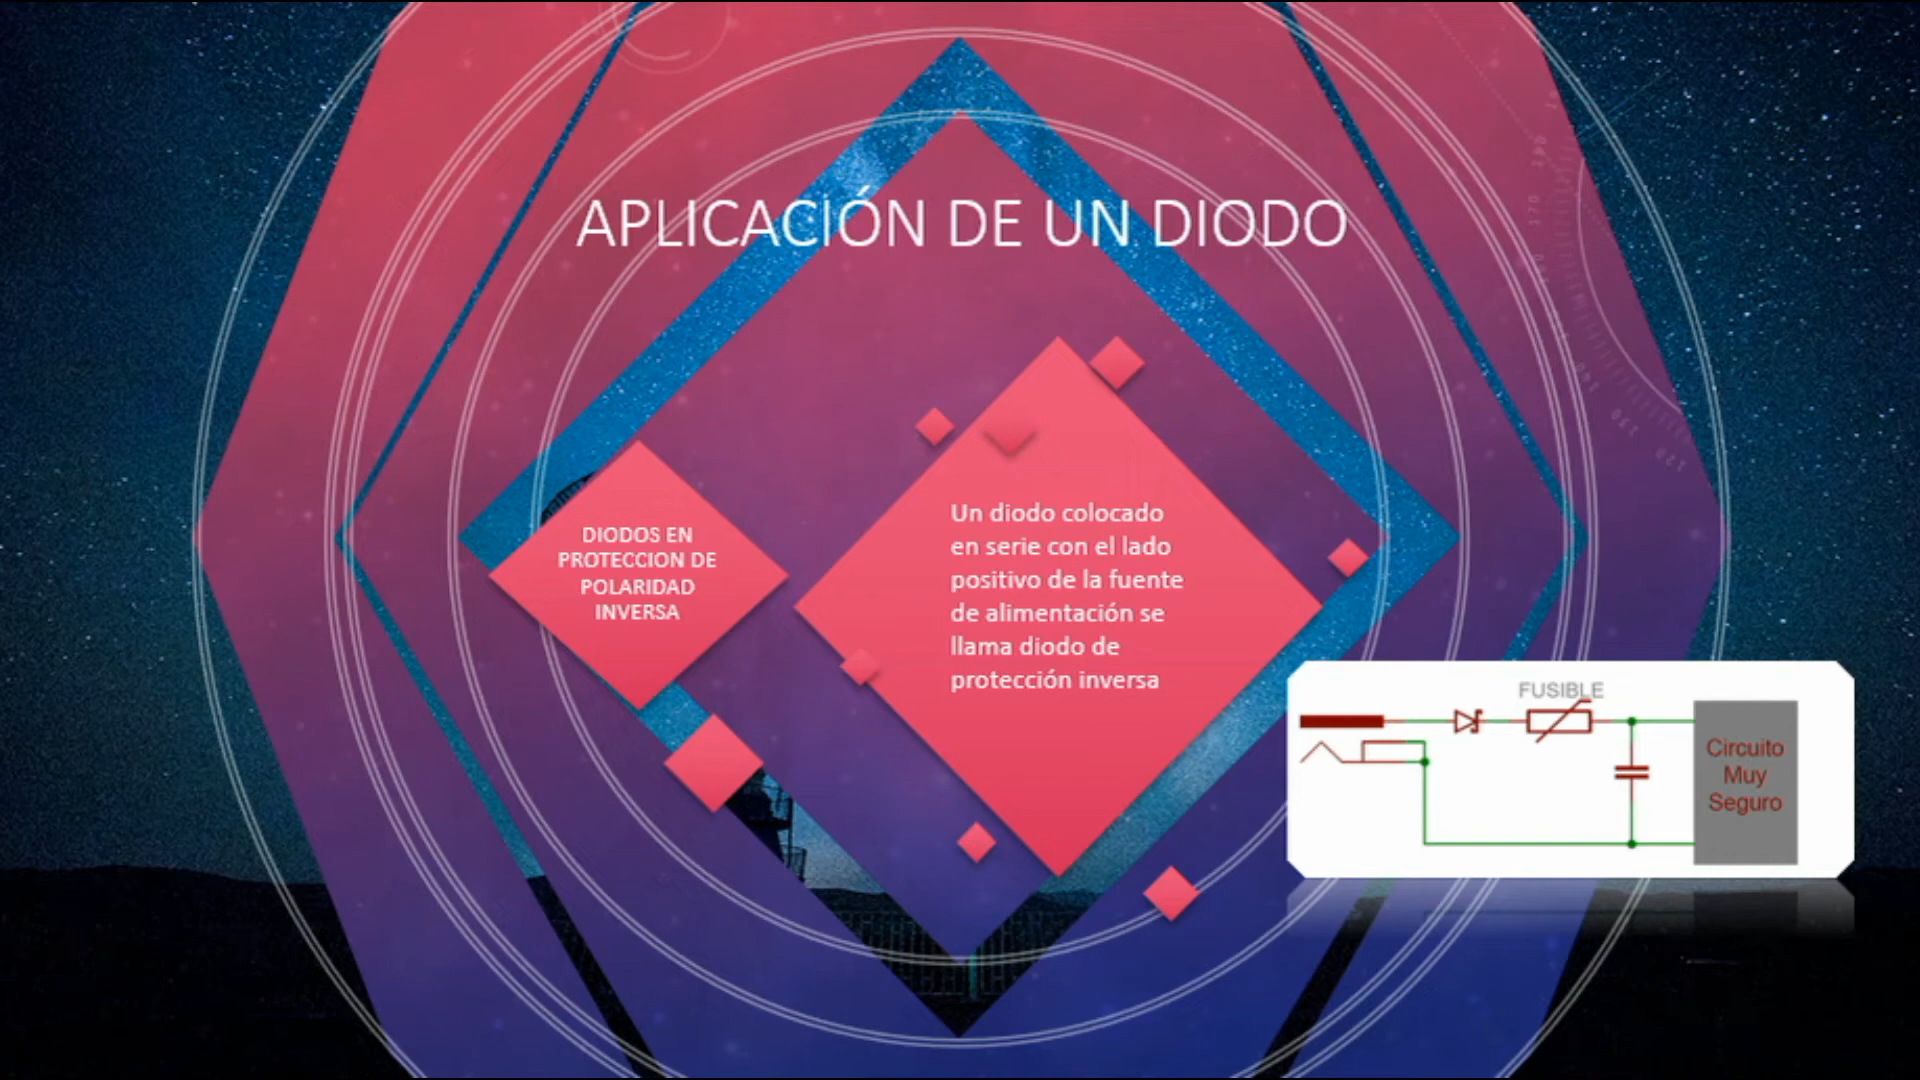 APLICACIÓN DE UN DIODO
DIODOS EN
PROTECCION DE
POLARIDAD
INVERSA
Un diodo colocado
en serie con el lado
positivo de la fuente
de alimentación se
llama diodo de
protección inversa
FUSIBLE
Circuito
Muy
Seguro